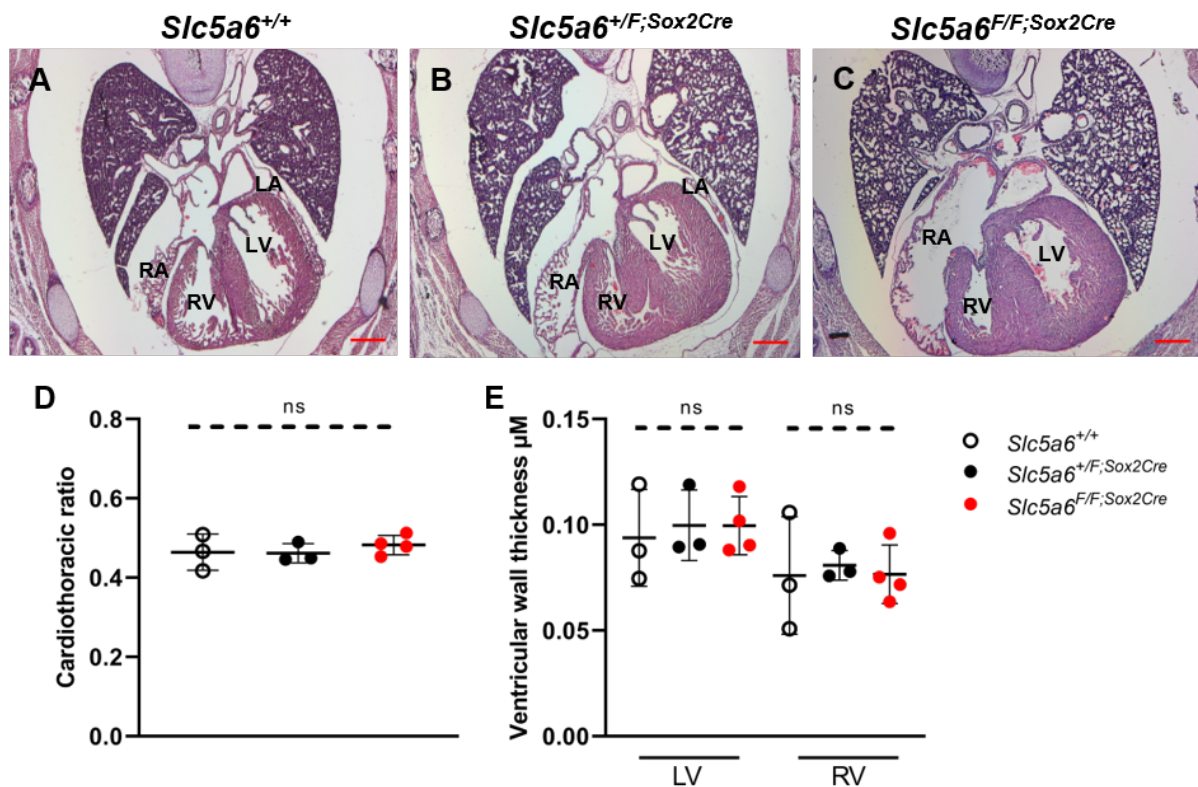 Slc5a6+/+ Slc5a6+/F;Sox2Cre Slc5a6F/F;Sox2Cre
A B C
LA LA
LV LV LV
RA RA RA
RV RV RV
D E
ns ns ns
Cardiothoracic ratio
0.8
0.6
0.4
0.2
0.0
Ventricular wall thickness µM
0.15
0.10
0.05
0.00
LV RV
Slc5a6+/+
Slc5a6+/F;Sox2Cre
Slc5a6F/F;Sox2Cre